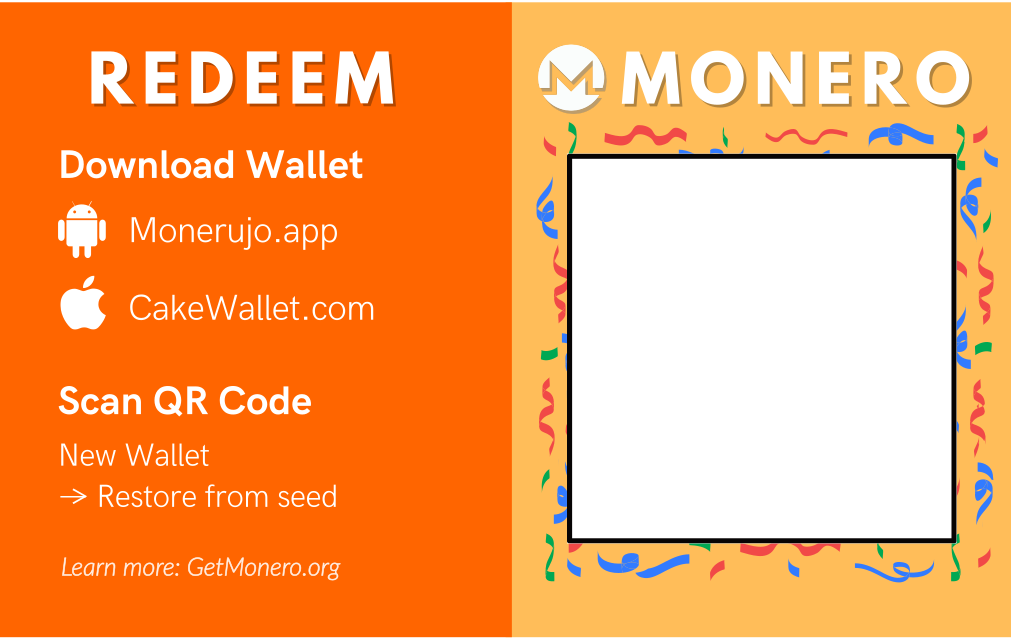 REDEEM
Download Wallet
Monerujo.app
CakeWallet.com
Scan QR Code
New Wallet
→ Restore from seed
Learn more: GetMonero.org
MONERO